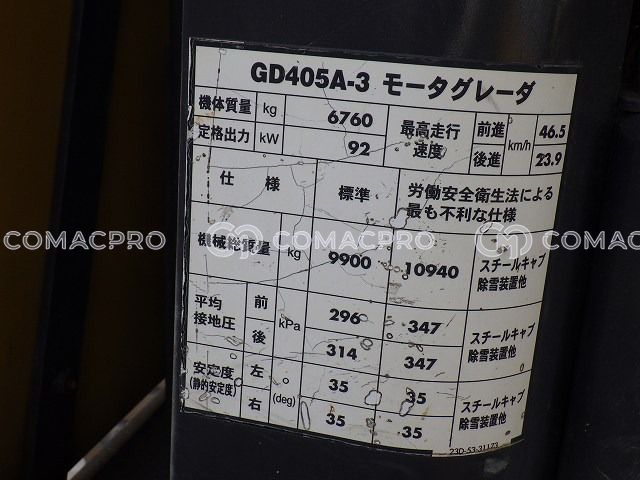 GD405A-3 モータグレーダ
機体質量 kg 6760 最高走行速度 前進 km/h 46.5
定格出力 kW 92 後進 23.9
仕様 標準 労働安全衛生法による
最も不利な仕様
機械総質量 kg 9900 10940 スチールキャブ
除雪装置他
平均接地圧 前 kPa 296 347 スチールキャブ
後 314 347 除雪装置他
安定度 左 (deg) 35 35 スチールキャブ
(静的安定度) 右 35 35 除雪装置他
23D-53-31173
COMACPRO COMACPRO COMACPRO